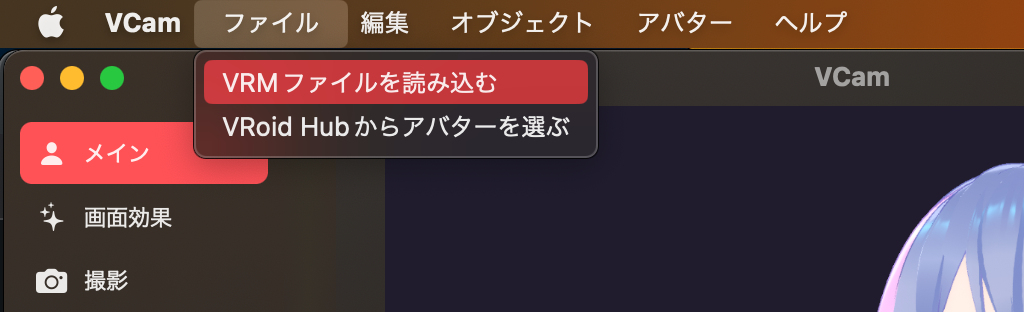 VCam ファイル 編集 オブジェクト アバター ヘルプ
VRMファイルを読み込む
VRoid Hubからアバターを選ぶ
VCam
メイン
画面効果
撮影